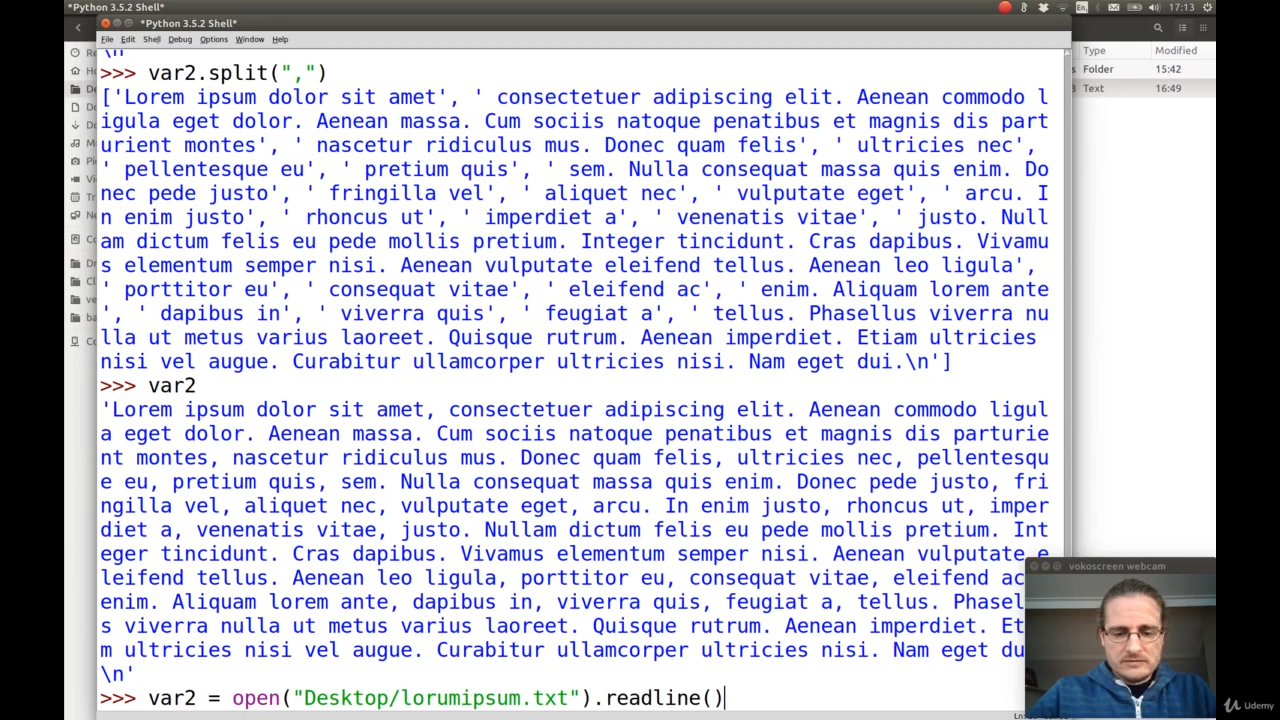 *Python 3.5.2 Shell*
En
17:13
*Python 3.5.2 Shell*
File Edit Shell Debug Options Window Help
Type Modified
Folder 15:42
Text 16:49
\n'
>>> var2.split(",")
['Lorem ipsum dolor sit amet', ' consectetuer adipiscing elit. Aenean commodo l
igula eget dolor. Aenean massa. Cum sociis natoque penatibus et magnis dis part
urient montes', ' nascetur ridiculus mus. Donec quam felis', ' ultricies nec',
' pellentesque eu', ' pretium quis', ' sem. Nulla consequat massa quis enim. Do
nec pede justo', ' fringilla vel', ' aliquet nec', ' vulputate eget', ' arcu. I
n enim justo', ' rhoncus ut', ' imperdiet a', ' venenatis vitae', ' justo. Null
am dictum felis eu pede mollis pretium. Integer tincidunt. Cras dapibus. Vivamu
s elementum semper nisi. Aenean vulputate eleifend tellus. Aenean leo ligula',
' porttitor eu', ' consequat vitae', ' eleifend ac', ' enim. Aliquam lorem ante
', ' dapibus in', ' viverra quis', ' feugiat a', ' tellus. Phasellus viverra nu
lla ut metus varius laoreet. Quisque rutrum. Aenean imperdiet. Etiam ultricies
nisi vel augue. Curabitur ullamcorper ultricies nisi. Nam eget dui.\n']
>>> var2
'Lorem ipsum dolor sit amet, consectetuer adipiscing elit. Aenean commodo ligul
a eget dolor. Aenean massa. Cum sociis natoque penatibus et magnis dis parturie
nt montes, nascetur ridiculus mus. Donec quam felis, ultricies nec, pellentesqu
e eu, pretium quis, sem. Nulla consequat massa quis enim. Donec pede justo, fri
ngilla vel, aliquet nec, vulputate eget, arcu. In enim justo, rhoncus ut, imper
diet a, venenatis vitae, justo. Nullam dictum felis eu pede mollis pretium. Int
eger tincidunt. Cras dapibus. Vivamus elementum semper nisi. Aenean vulputate e
leifend tellus. Aenean leo ligula, porttitor eu, consequat vitae, eleifend ac
enim. Aliquam lorem ante, dapibus in, viverra quis, feugiat a, tellus. Phasel
s viverra nulla ut metus varius laoreet. Quisque rutrum. Aenean imperdiet. Et
m ultricies nisi vel augue. Curabitur ullamcorper ultricies nisi. Nam eget du
\n'
>>> var2 = open("Desktop/lorumipsum.txt").readline()
vokoscreen webcam
Udemy